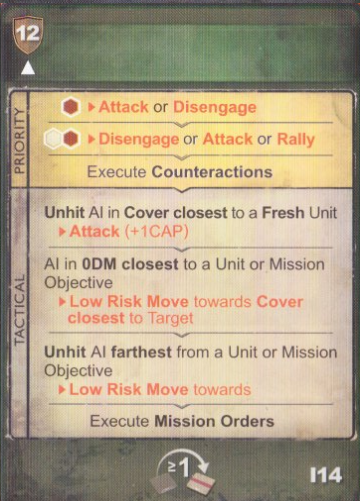 12
PRIORITY
Attack or Disengage
Disengage or Attack or Rally
Execute Counteractions
TACTICAL
Unhit AI in Cover closest to a Fresh Unit
Attack (+1CAP)
AI in 0DM closest to a Unit or Mission
Objective
Low Risk Move towards Cover
closest to Target
Unhit AI farthest from a Unit or Mission
Objective
Low Risk Move towards
Execute Mission Orders
≥1
I14